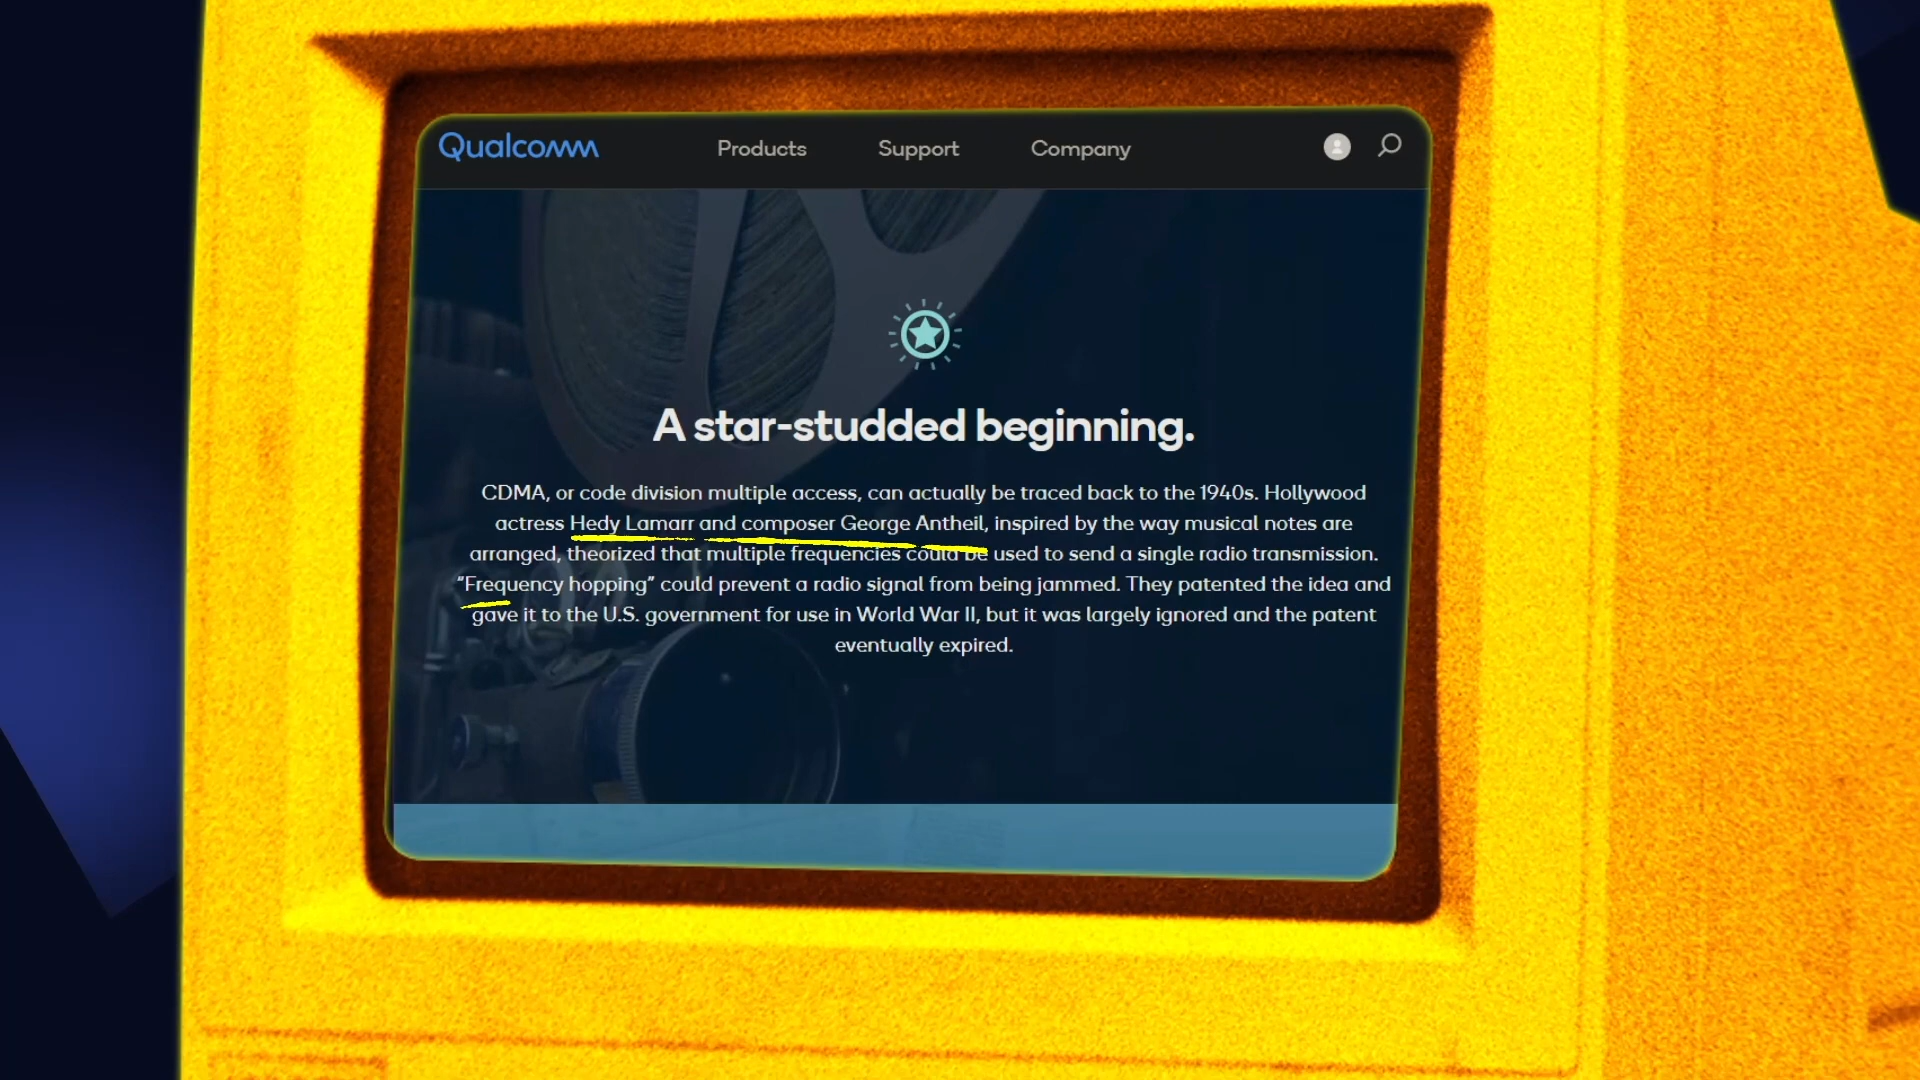 Qualcomm
Products
Support
Company
A star-studded beginning.
CDMA, or code division multiple access, can actually be traced back to the 1940s. Hollywood
actress Hedy Lamarr and composer George Antheil, inspired by the way musical notes are
arranged, theorized that multiple frequencies could be used to send a single radio transmission.
“Frequency hopping” could prevent a radio signal from being jammed. They patented the idea and
gave it to the U.S. government for use in World War II, but it was largely ignored and the patent
eventually expired.